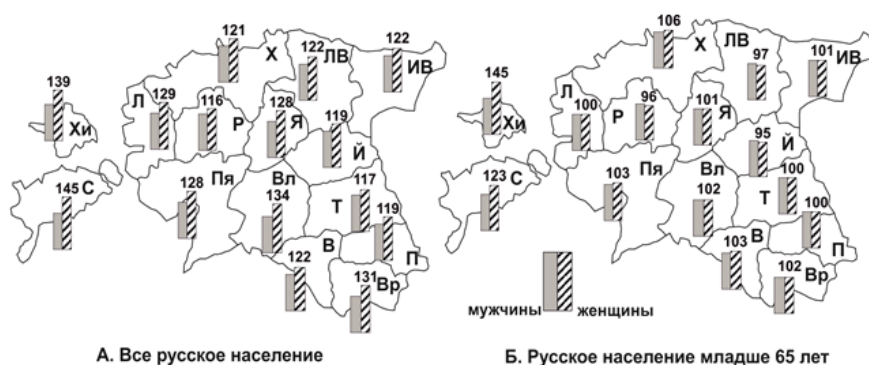 121
Х
122
ЛВ
122
ИВ
139
Хи
Л
129
116
Р
128
Я
119
Й
145
С
128
Пя
Вл
134
117
Т
119
П
В
122
131
Вр
А. Все русское население
106
Х
97
ЛВ
101
ИВ
145
Хи
Л
100
96
Р
101
Я
95
Й
123
С
103
Пя
Вл
102
100
Т
100
П
В
103
102
Вр
мужчины
женщины
Б. Русское население младше 65 лет